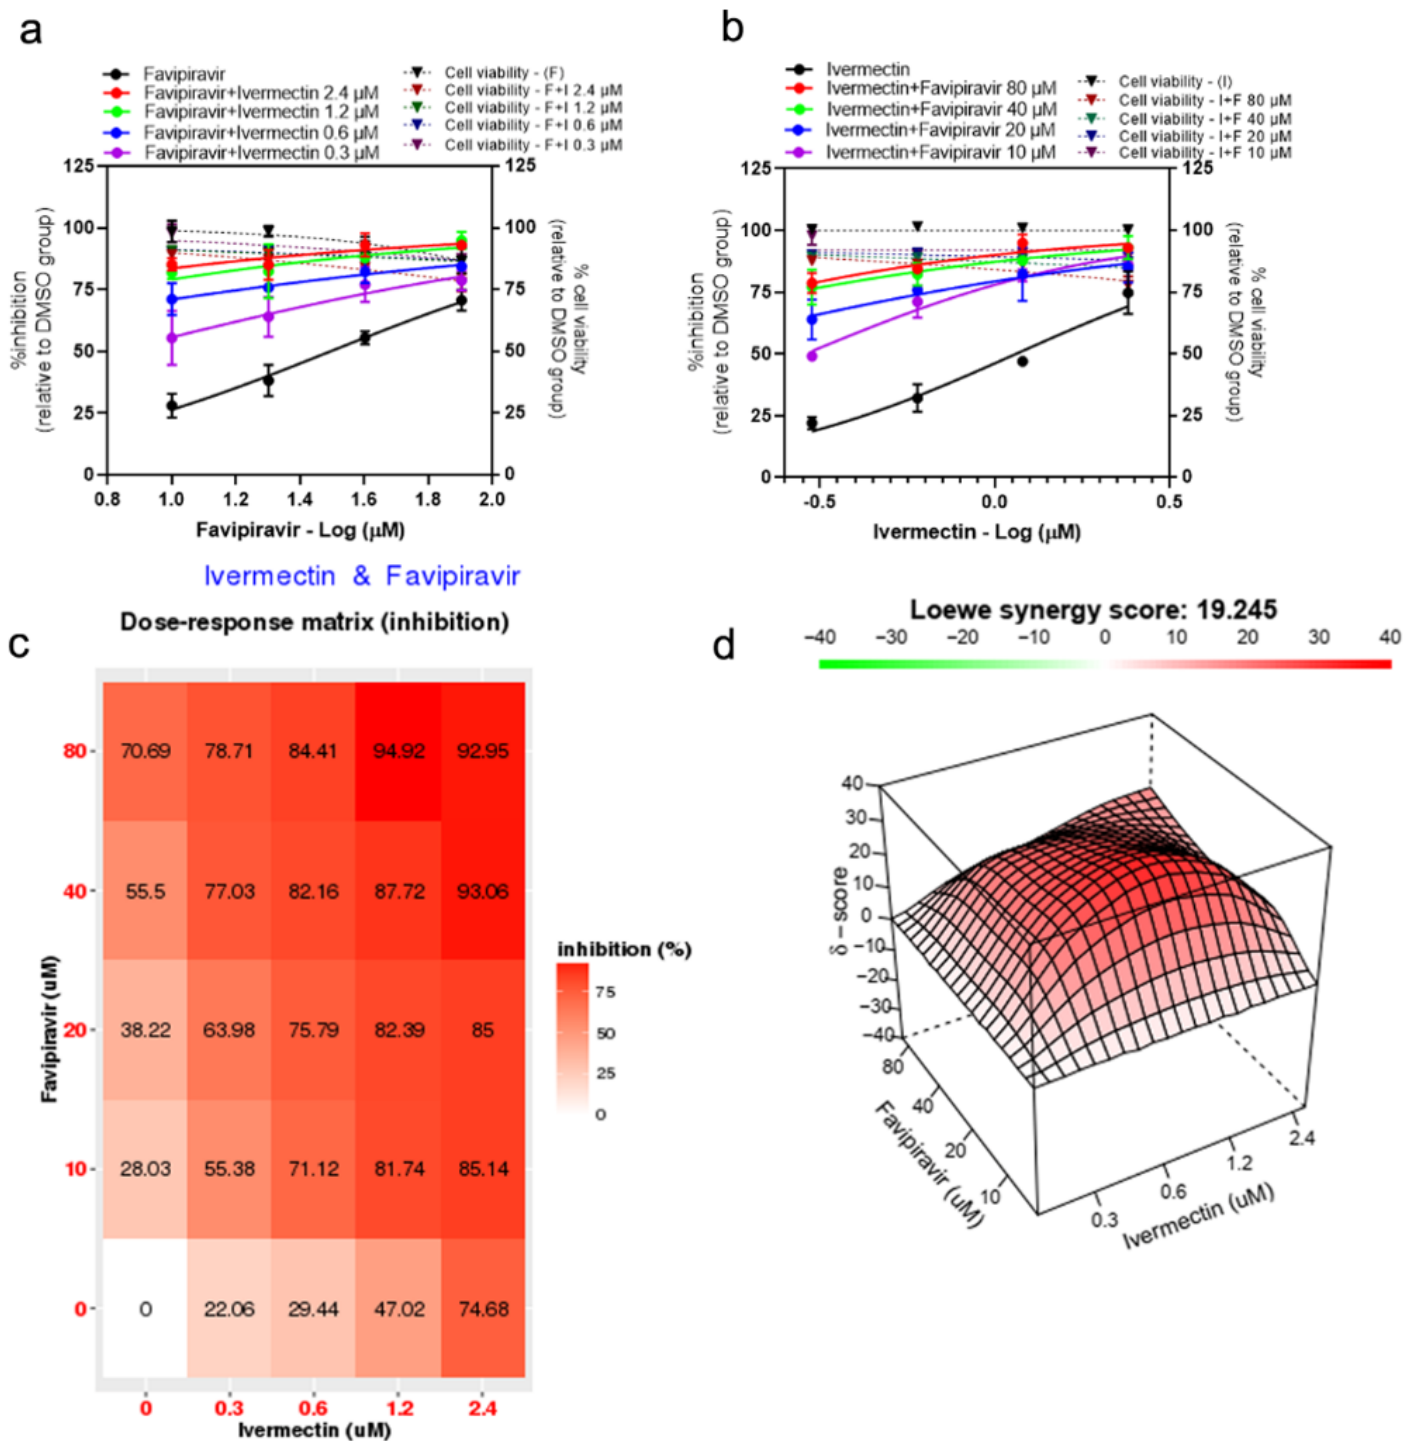 a
Favipiravir
Favipiravir+Ivermectin 2.4 µM
Favipiravir+Ivermectin 1.2 µM
Favipiravir+Ivermectin 0.6 µM
Favipiravir+Ivermectin 0.3 µM
Cell viability - (F)
Cell viability - F+I 2.4 µM
Cell viability - F+I 1.2 µM
Cell viability - F+I 0.6 µM
Cell viability - F+I 0.3 µM
125
100
75
50
25
0
%inhibition
(relative to DMSO group)
125
100
75
50
25
0
% cell viability
(relative to DMSO group)
0.8 1.0 1.2 1.4 1.6 1.8 2.0
Favipiravir - Log (µM)
b
Ivermectin
Ivermectin+Favipiravir 80 µM
Ivermectin+Favipiravir 40 µM
Ivermectin+Favipiravir 20 µM
Ivermectin+Favipiravir 10 µM
Cell viability - (I)
Cell viability - I+F 80 µM
Cell viability - I+F 40 µM
Cell viability - I+F 20 µM
Cell viability - I+F 10 µM
125
100
75
50
25
0
%inhibition
(relative to DMSO group)
125
100
75
50
25
0
% cell viability
(relative to DMSO group)
-0.5 0.0 0.5
Ivermectin - Log (µM)
Ivermectin & Favipiravir
c
Dose-response matrix (inhibition)
80 70.69 78.71 84.41 94.92 92.95
40 55.5 77.03 82.16 87.72 93.06
20 38.22 63.98 75.79 82.39 85
10 28.03 55.38 71.12 81.74 85.14
0 0 22.06 29.44 47.02 74.68
0 0.3 0.6 1.2 2.4
Favipiravir (uM)
Ivermectin (uM)
inhibition (%)
75
50
25
0
d
Loewe synergy score: 19.245
−40 −30 −20 −10 0 10 20 30 40
40
30
20
10
0
−10
−20
−30
−40
δ − score
80
40
20
10
Favipiravir (uM)
0.3
0.6
1.2
2.4
Ivermectin (uM)